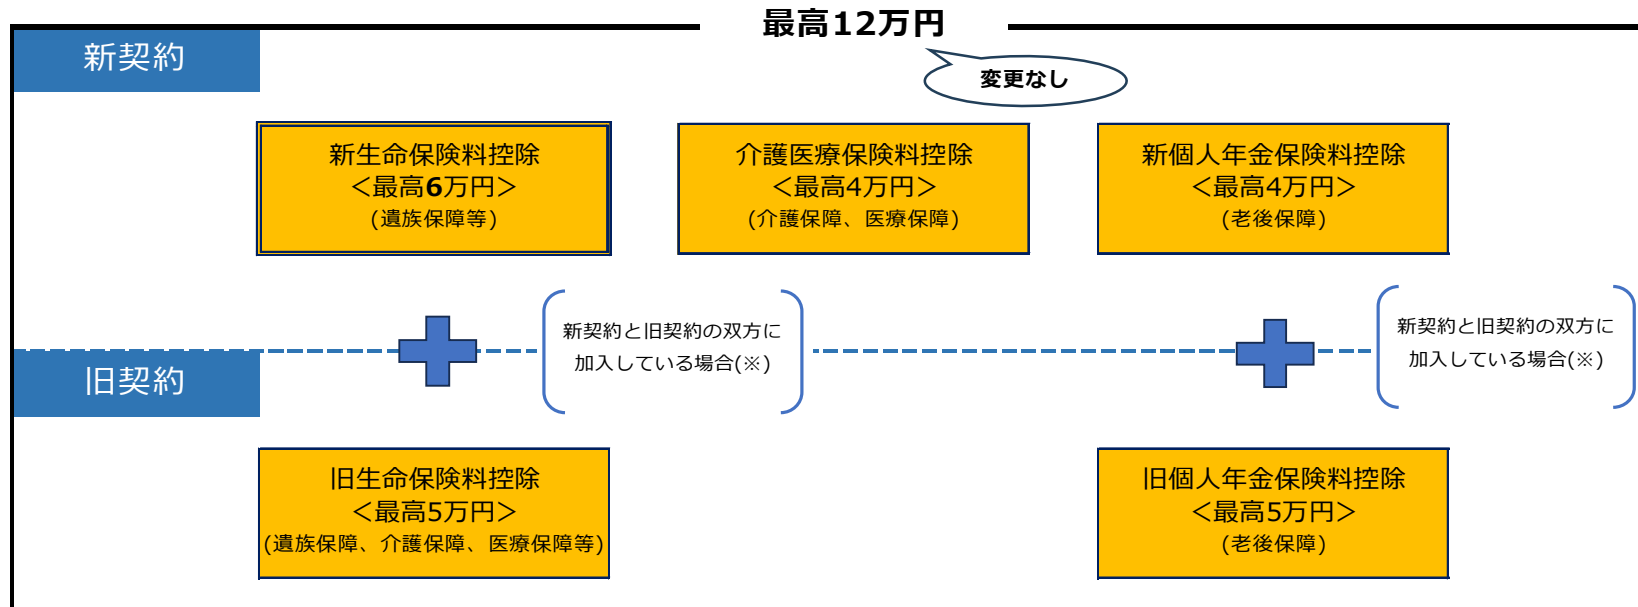 最高12万円
新契約
変更なし
新生命保険料控除
＜最高6万円＞
(遺族保障等)
介護医療保険料控除
＜最高4万円＞
(介護保障、医療保障)
新個人年金保険料控除
＜最高4万円＞
(老後保障)
新契約と旧契約の双方に
加入している場合(※)
新契約と旧契約の双方に
加入している場合(※)
旧契約
旧生命保険料控除
＜最高5万円＞
(遺族保障、介護保障、医療保障等)
旧個人年金保険料控除
＜最高5万円＞
(老後保障)